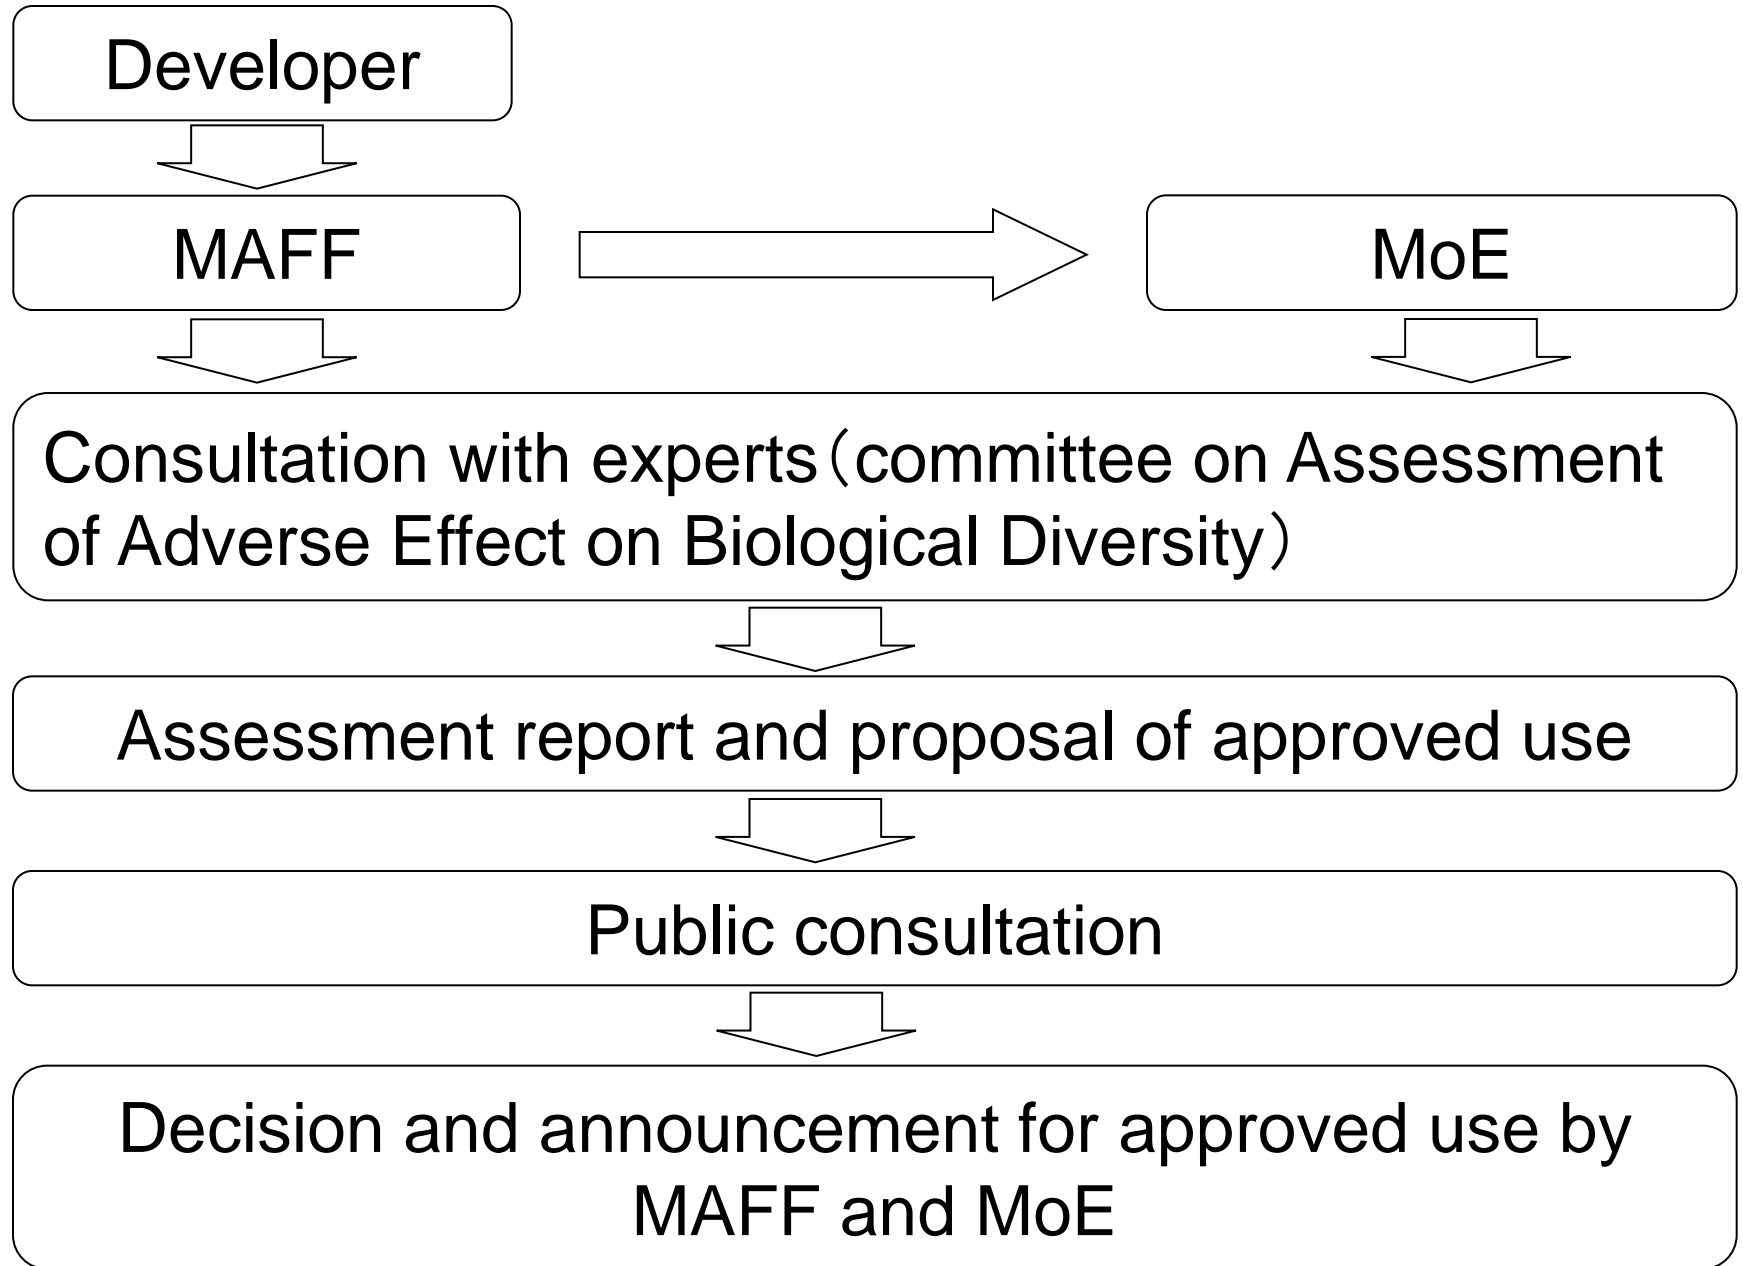 Developer
MAFF
MoE
Consultation with experts（committee on Assessment
of Adverse Effect on Biological Diversity）
Assessment report and proposal of approved use
Public consultation
Decision and announcement for approved use by
MAFF and MoE